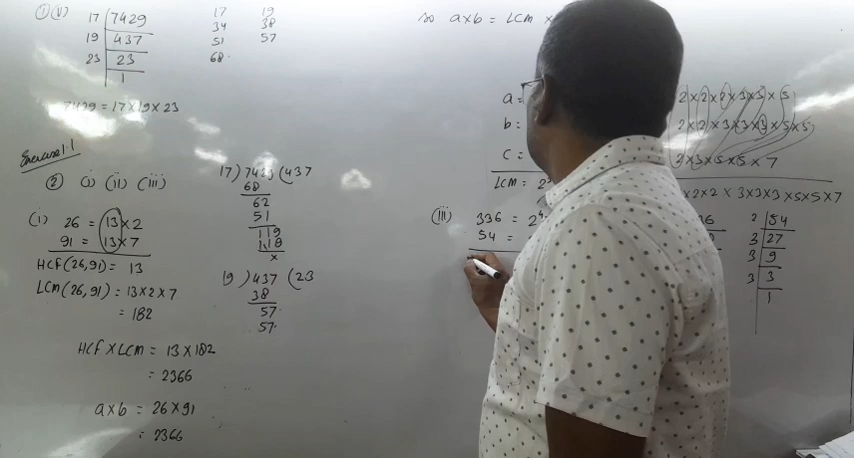 ① (v)
17 | 7429
19 | 437
23 | 23
1
7429 = 17 × 19 × 23
17 19
34 38
51 57
68
Exercise 1.1
② (i) (ii) (iii)
(i) 26 = 13 × 2
91 = 13 × 7
HCF (26, 91) = 13
LCM (26, 91) = 13 × 2 × 7
= 182
HCF × LCM = 13 × 182
= 2366
a × b = 26 × 91
= 2366
17 ) 7429 ( 437
68
62
51
119
119
×
19 ) 437 ( 23
38
57
57
so a × b = LCM ×
a =
b =
c =
LCM =
2 × 2 × 2 × 3 × 3 × 5
2 × 2 × 3 × 3 × 3 × 5 × 5
2 × 3 × 5 × 5 × 7
× 2 × 2 × 3 × 3 × 3 × 5 × 5 × 7
(iii) 336 =
54 =
2 | 54
3 | 27
3 | 9
3 | 3
1